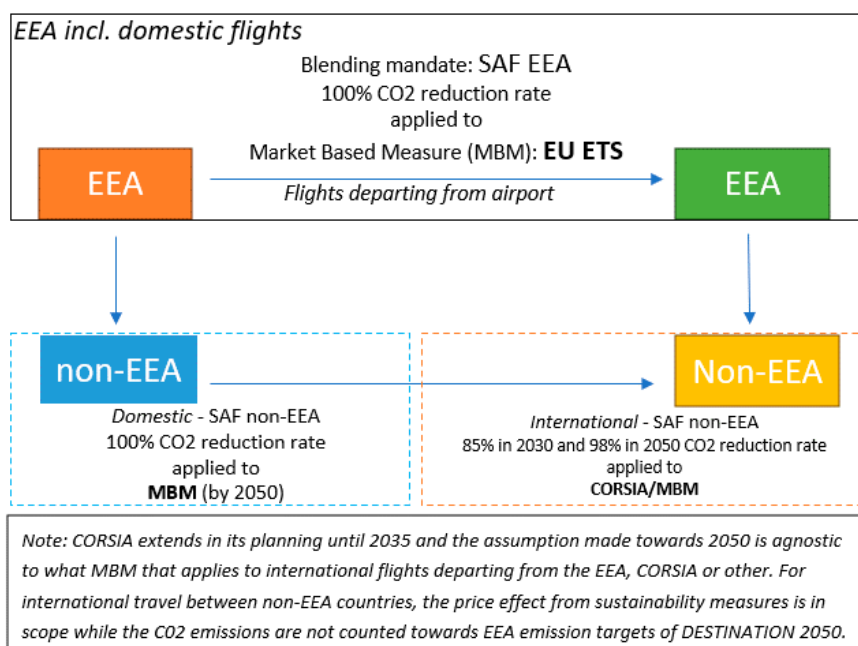 EEA incl. domestic flights
Blending mandate: SAF EEA
100% CO2 reduction rate
applied to
Market Based Measure (MBM): EU ETS
EEA
Flights departing from airport
EEA
non-EEA
Domestic - SAF non-EEA
100% CO2 reduction rate
applied to
MBM (by 2050)
Non-EEA
International - SAF non-EEA
85% in 2030 and 98% in 2050 CO2 reduction rate
applied to
CORSIA/MBM
Note: CORSIA extends in its planning until 2035 and the assumption made towards 2050 is agnostic
to what MBM that applies to international flights departing from the EEA, CORSIA or other. For
international travel between non-EEA countries, the price effect from sustainability measures is in
scope while the C02 emissions are not counted towards EEA emission targets of DESTINATION 2050.